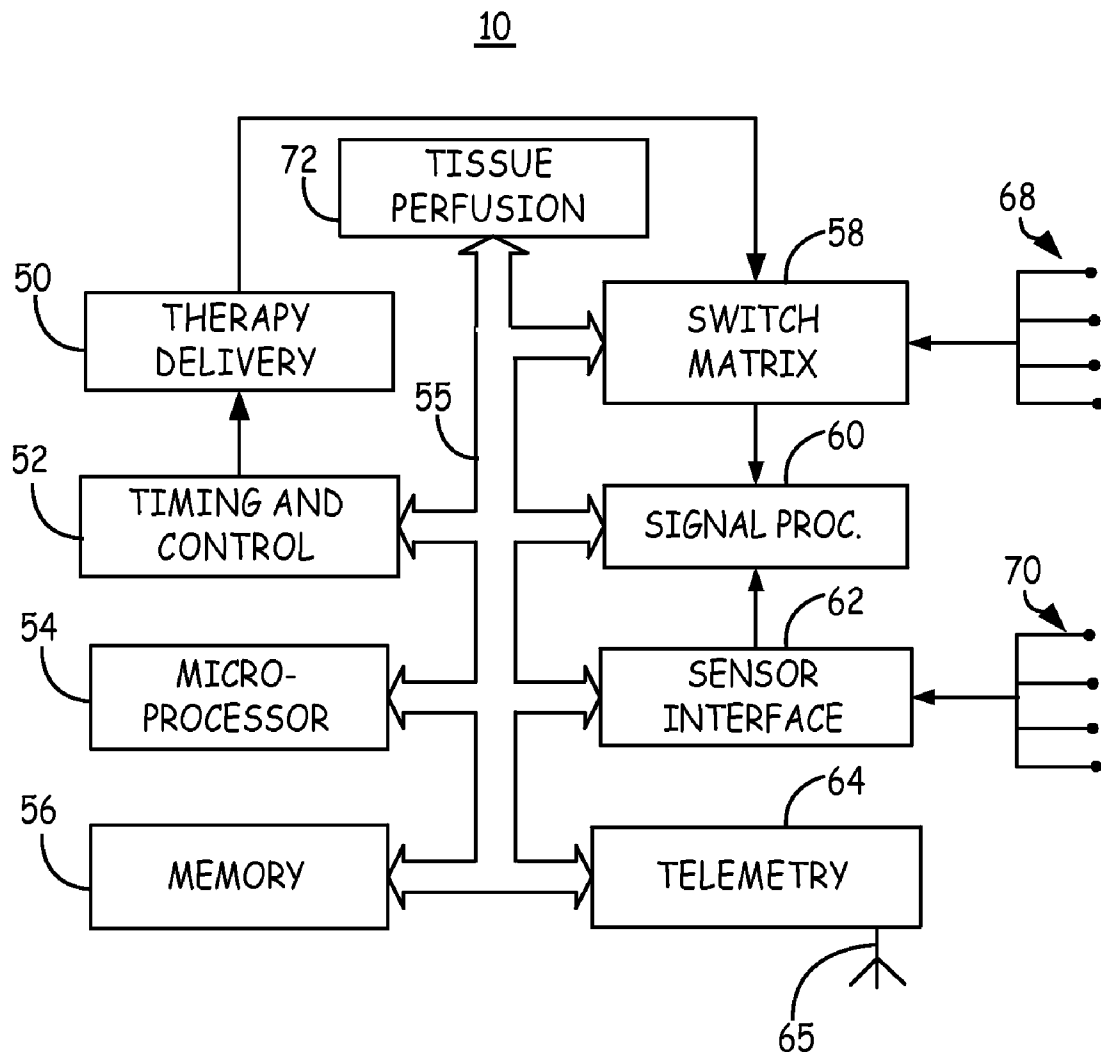 10
72
TISSUE
PERFUSION
68
58
50
THERAPY
DELIVERY
SWITCH
MATRIX
55
60
52
TIMING AND
CONTROL
SIGNAL PROC.
70
62
54
MICRO-
PROCESSOR
SENSOR
INTERFACE
64
56
MEMORY
TELEMETRY
65